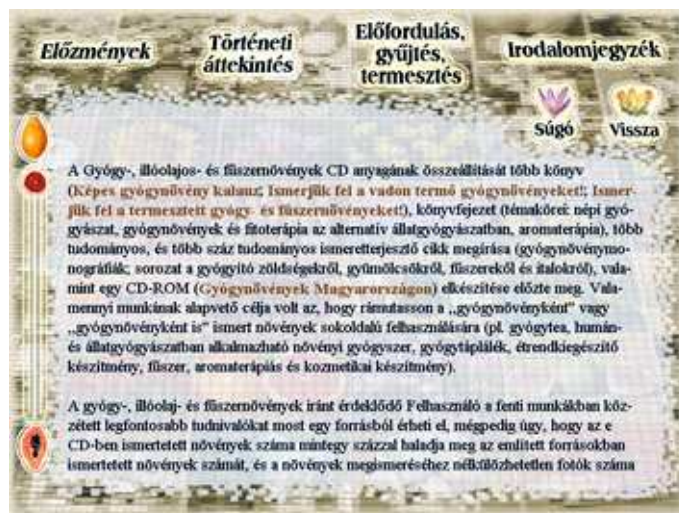 Előzmények
Történeti
áttekintés
Előfordulás,
gyűjtés,
termesztés
Irodalomjegyzék
Súgó
Vissza
A Gyógy-, illóolajos- és fűszernövények CD anyagának összeállítását több könyv
(Képes gyógynövény kalauz; Ismerjük fel a vadon termő gyógynövényeket!; Ismer-
jük fel a termesztett gyógy- és fűszernövényeket!), könyvfejezet (témakörei: népi gyó-
gyászat, gyógynövények és fitoterápia az alternatív állatgyógyászatban, aromaterápia), több
tudományos, és több száz tudományos ismeretterjesztő cikk megírása (gyógynövénymo-
nográfiák; sorozat a gyógyító zöldségekről, gyümölcsökről, fűszerekől és italokról), vala-
mint egy CD-ROM (Gyógynövények Magyarországon) elkészítése előzte meg. Vala-
mennyi munkának alapvető célja volt az, hogy rámutasson a „gyógynövényként" vagy
„gyógynövényként is" ismert növények sokoldalú felhasználására (pl. gyógytea, humán-
és állatgyógyászatban alkalmazható növényi gyógyszer, gyógytáplálék, étrendkiegészítő
készítmény, fűszer, aromaterápiás és kozmetikai készítmény).
A gyógy-, illóolaj- és fűszernövények iránt érdeklődő Felhasználó a fenti munkákban köz-
zétett legfontosabb tudnivalókat most egy forrásból érheti el, mégpedig úgy, hogy az e
CD-ben ismertetett növények száma mintegy százzal haladja meg az említett forrásokban
ismertetett növények számát, és a növények megismeréséhez nélkülözhetetlen fotók száma